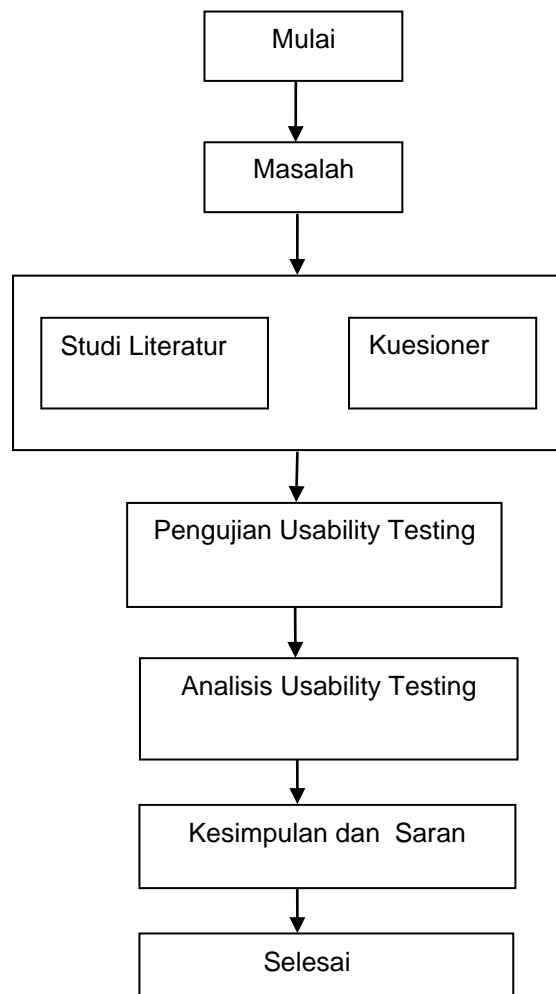 Mulai
Masalah
Studi Literatur
Kuesioner
Pengujian Usability Testing
Analisis Usability Testing
Kesimpulan dan  Saran
Selesai